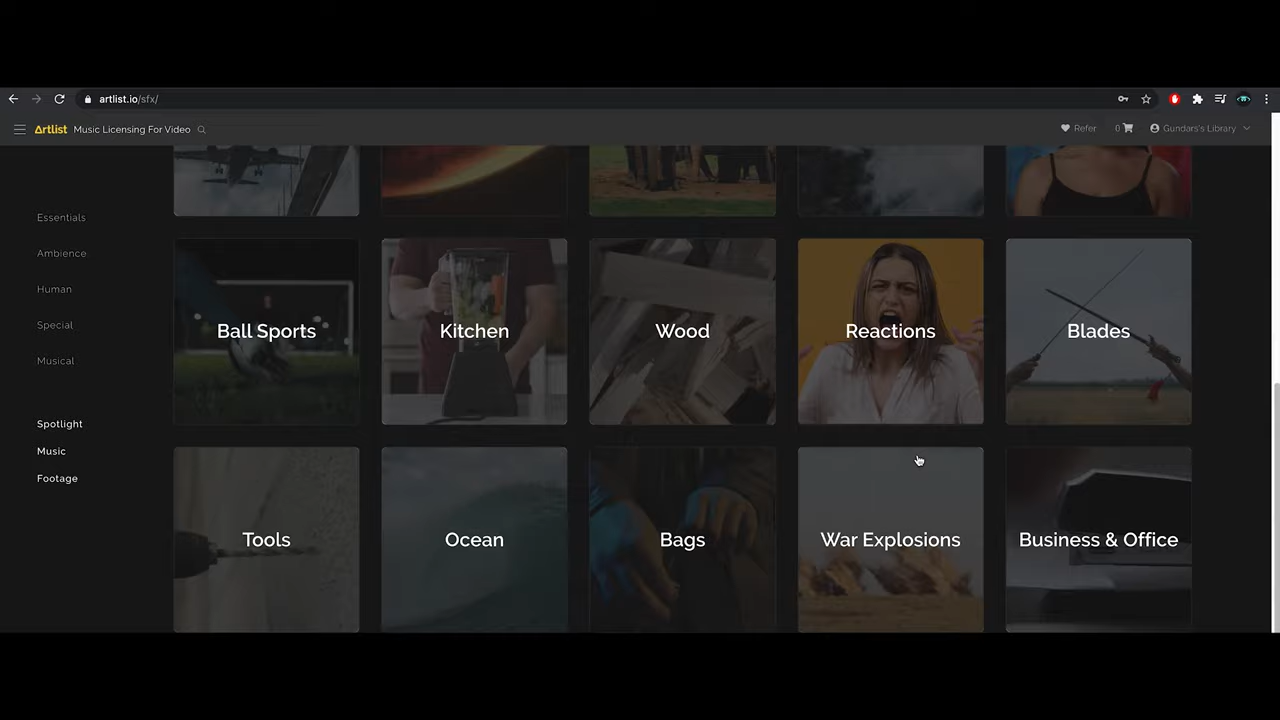 artlist.io/sfx/
Artlist Music Licensing For Video
Refer
0
Gundars's Library
Essentials
Ambience
Human
Special
Musical
Spotlight
Music
Footage
Ball Sports
Kitchen
Wood
Reactions
Blades
Tools
Ocean
Bags
War Explosions
Business & Office